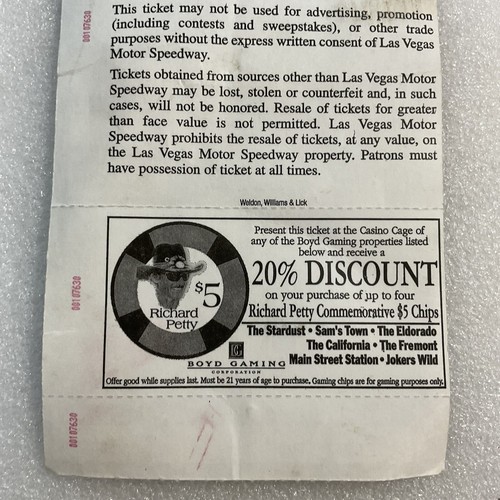 This ticket may not be used for advertising, promotion
(including contests and sweepstakes), or other trade
purposes without the express written consent of Las Vegas
Motor Speedway.
Tickets obtained from sources other than Las Vegas Motor
Speedway may be lost, stolen or counterfeit and, in such
cases, will not be honored. Resale of tickets for greater
than face value is not permitted. Las Vegas Motor
Speedway prohibits the resale of tickets, at any value, on
the Las Vegas Motor Speedway property. Patrons must
have possession of ticket at all times.
Weldon, Williams & Lick
00107630
00107630
00107630
$5
Richard
Petty
BOYD GAMING
CORPORATION
Present this ticket at the Casino Cage of
any of the Boyd Gaming properties listed
below and receive a
20% DISCOUNT
on your purchase of up to four
Richard Petty Commemorative $5 Chips
The Stardust • Sam's Town • The Eldorado
The California • The Fremont
Main Street Station • Jokers Wild
Offer good while supplies last. Must be 21 years of age to purchase. Gaming chips are for gaming purposes only.